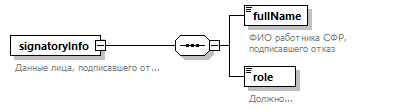 fullName
signatoryInfo
ФИО работника СФР,
подписавшего отказ
Данные лица, подписавшего от...
role
Должно...